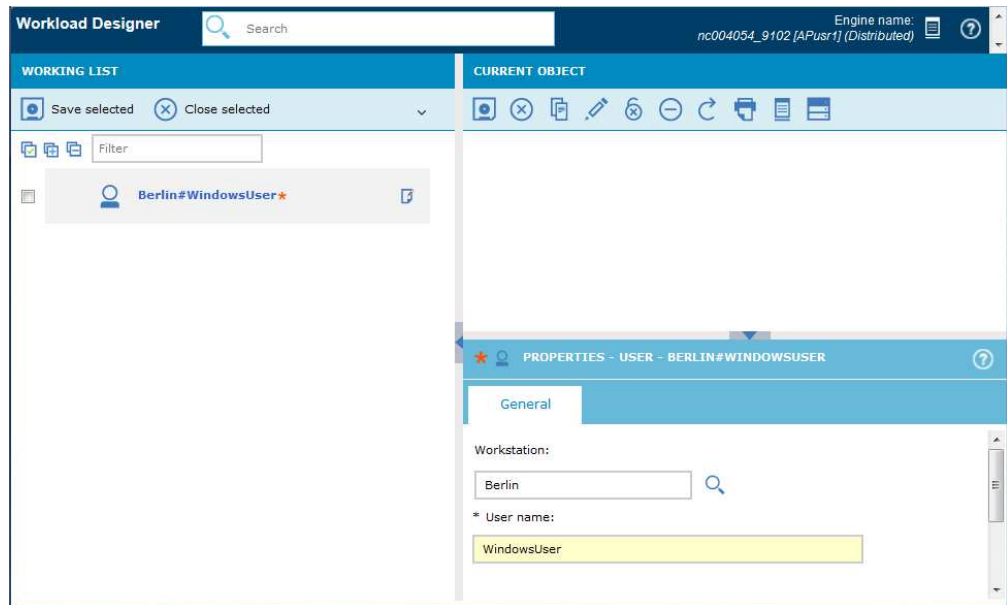 Workload Designer
Search
Engine name:
nc004054_9102 [APusr1] (Distributed)
WORKING LIST
Save selected
Close selected
Filter
Berlin#WindowsUser*
CURRENT OBJECT
* PROPERTIES - USER - BERLIN#WINDOWSUSER
General
Workstation:
Berlin
* User name:
WindowsUser